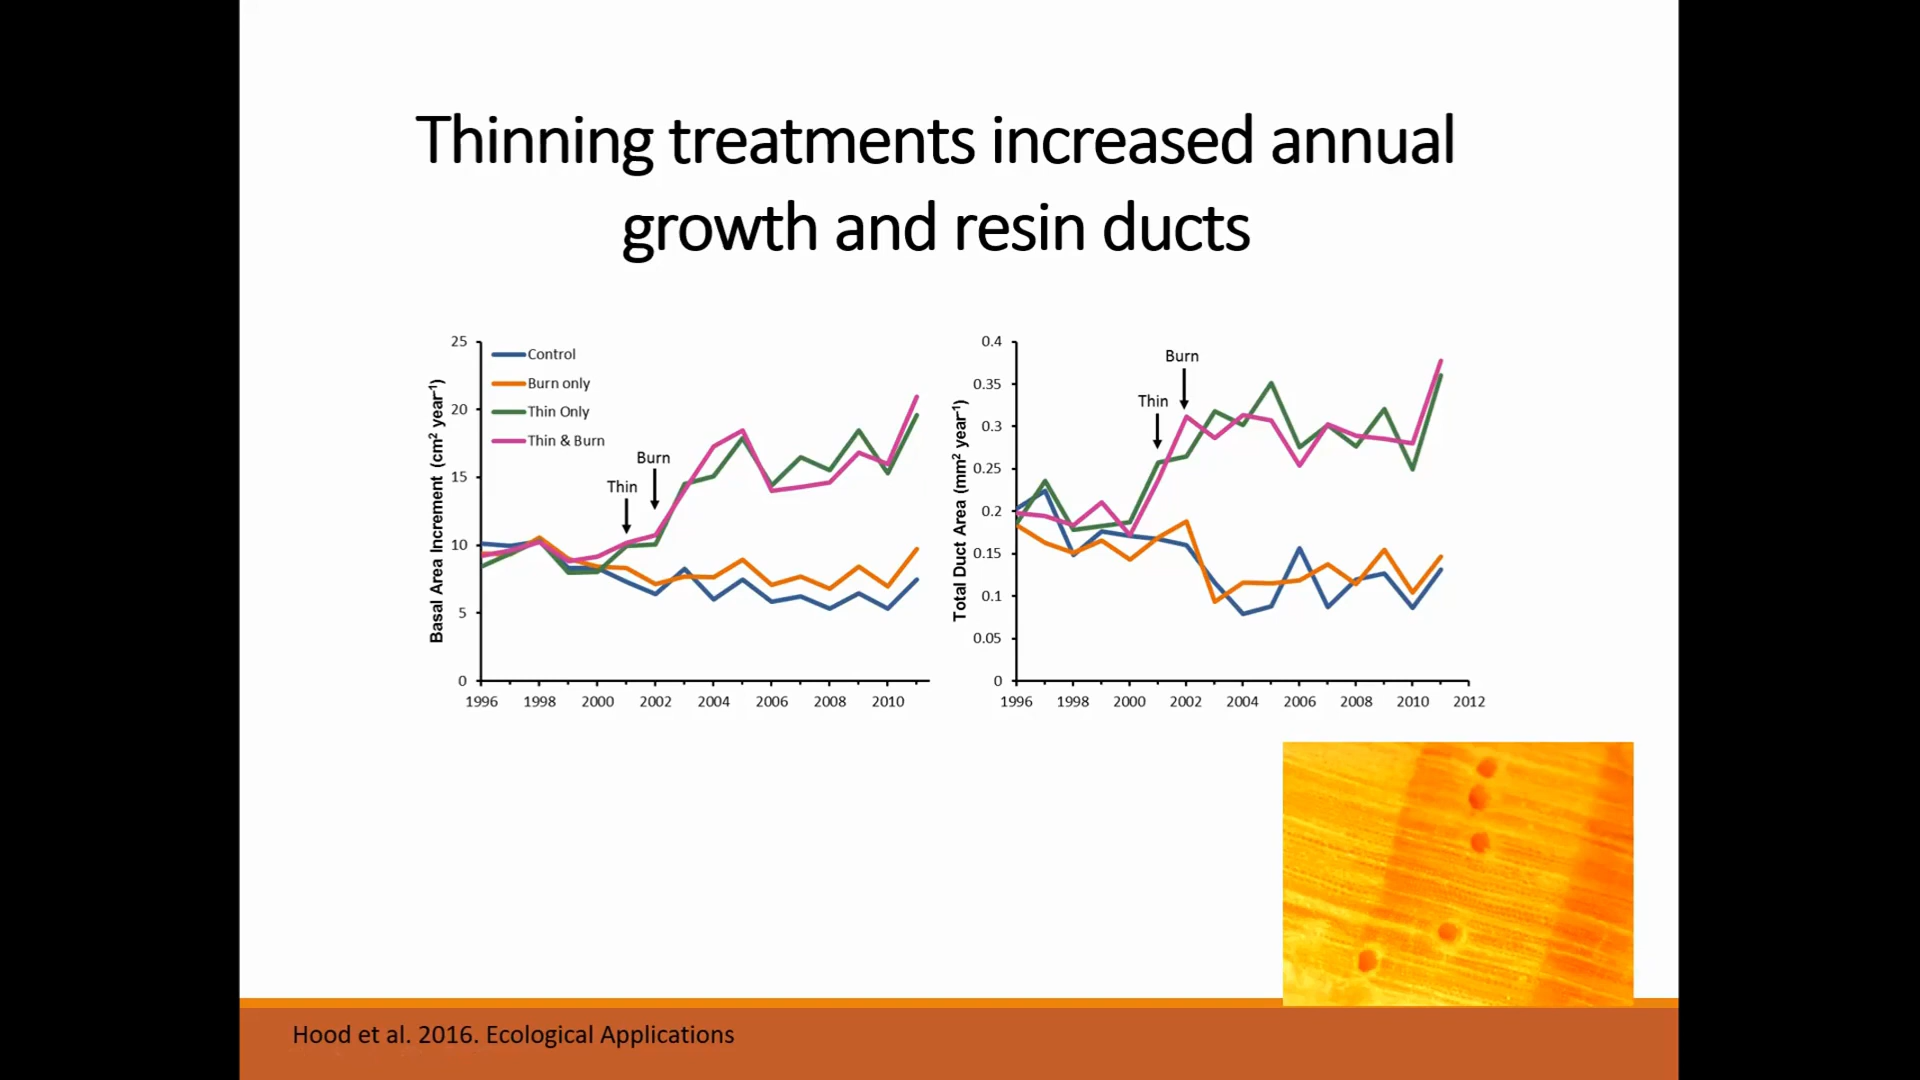 Thinning treatments increased annual
growth and resin ducts
Basal Area Increment (cm² year⁻¹)
25
20
15
10
5
0
Control
Burn only
Thin Only
Thin & Burn
Burn
Thin
1996 1998 2000 2002 2004 2006 2008 2010
Total Duct Area (mm² year⁻¹)
0.4
0.35
0.3
0.25
0.2
0.15
0.1
0.05
0
Burn
Thin
1996 1998 2000 2002 2004 2006 2008 2010 2012
Hood et al. 2016. Ecological Applications